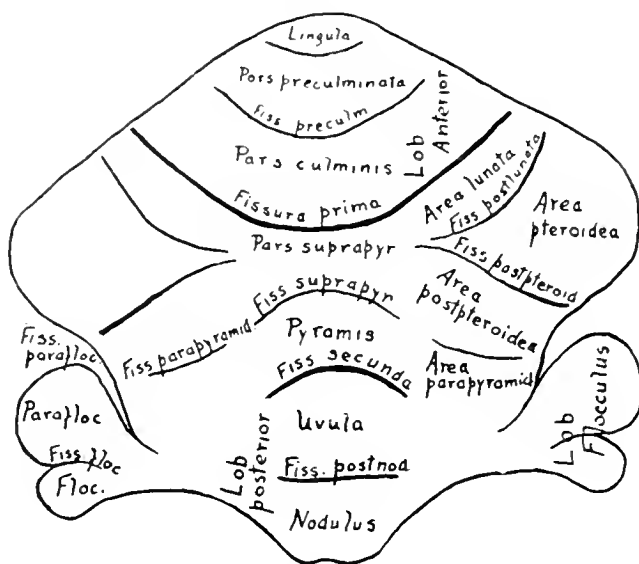 Lingula
Pars preculminata
Fiss preculm
Lob
Anterior
Pars culminis
Area lunata
Fiss postlunata
Fissura prima
Area
pteroidea
Pars suprapyr
Fiss postpteroid
Fiss suprapyr
Area
postpteroidea
Fiss parapyramid
Pyramis
Fiss secunda
Area
parapyramid
Fiss.
parafloc.
Parafloc
Fiss. floc
Floc.
Uvula
Lob
posterior
Fiss. postnod
Nodulus
Lob
Floecculus